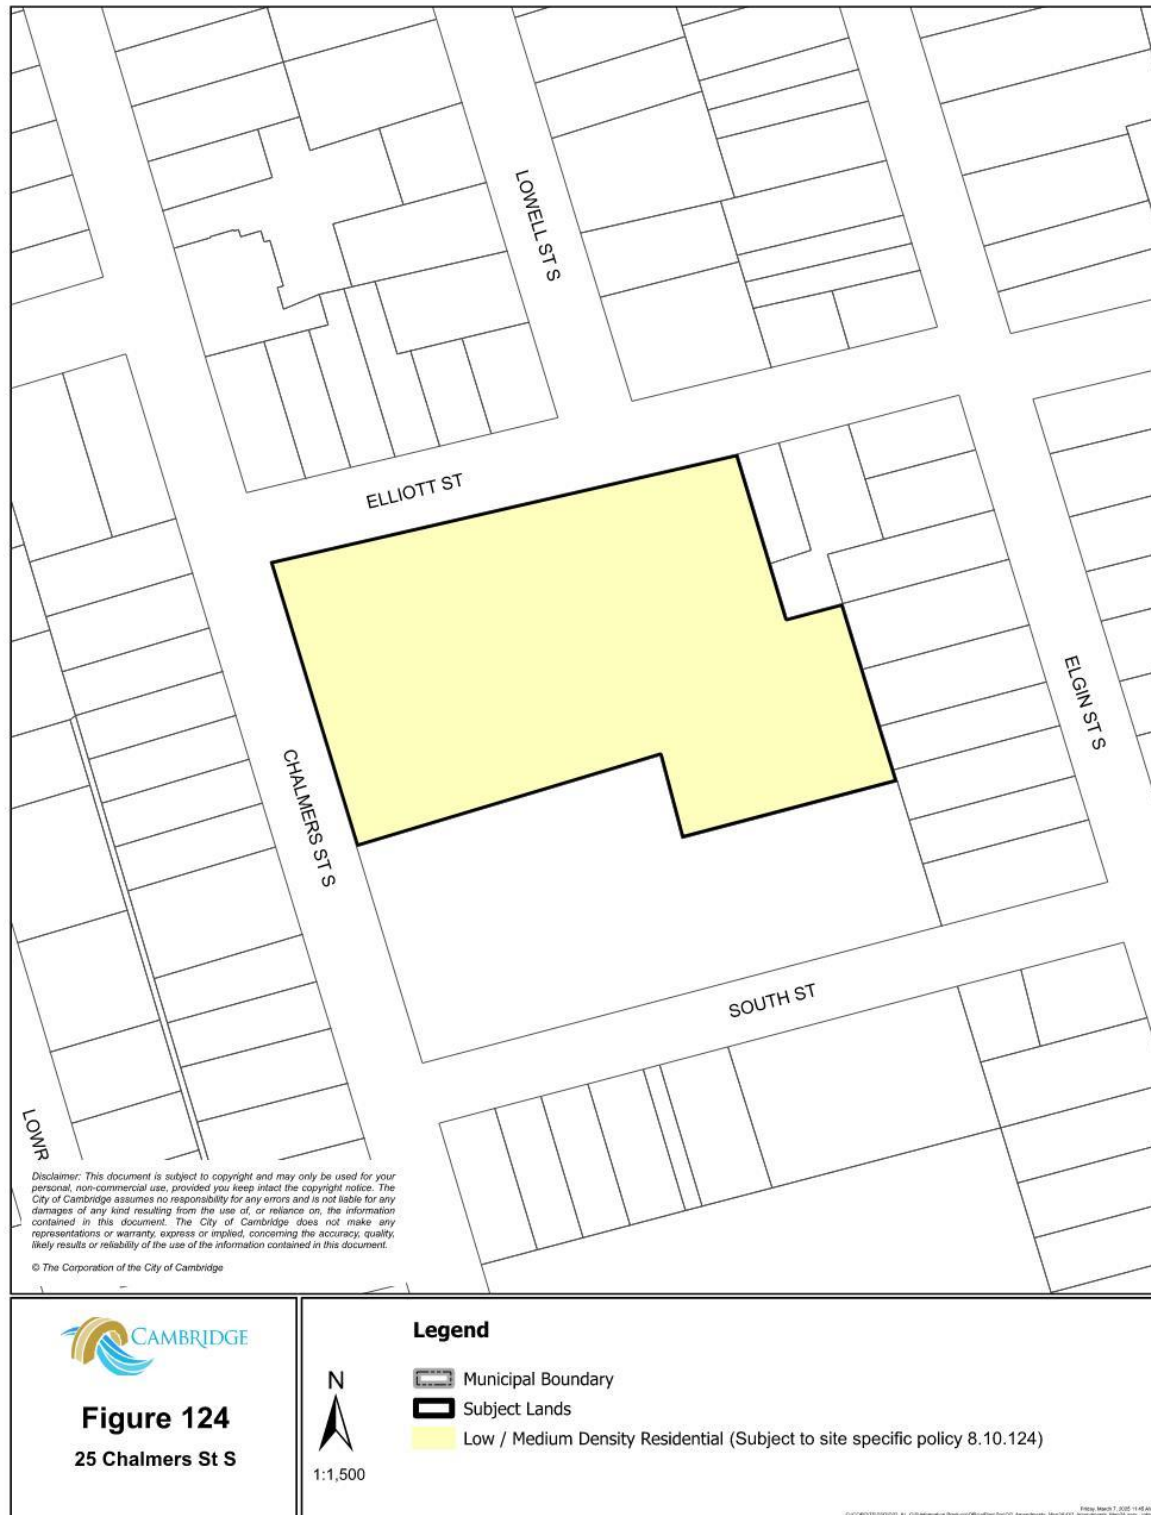 LOWELL ST S
ELLIOTT ST
ELGIN ST S
CHALMERS ST S
SOUTH ST
LOWR
Disclaimer: This document is subject to copyright and may only be used for your
personal, non-commercial use, provided you keep intact the copyright notice. The
City of Cambridge assumes no responsibility for any errors and is not liable for any
damages of any kind resulting from the use of, or reliance on, the information
contained in this document. The City of Cambridge does not make any
representations or warranty, express or implied, concerning the accuracy, quality,
likely results or reliability of the use of the information contained in this document.
© The Corporation of the City of Cambridge
CAMBRIDGE
Figure 124
25 Chalmers St S
N
1:1,500
Legend
Municipal Boundary
Subject Lands
Low / Medium Density Residential (Subject to site specific policy 8.10.124)
Friday, March 7, 2025